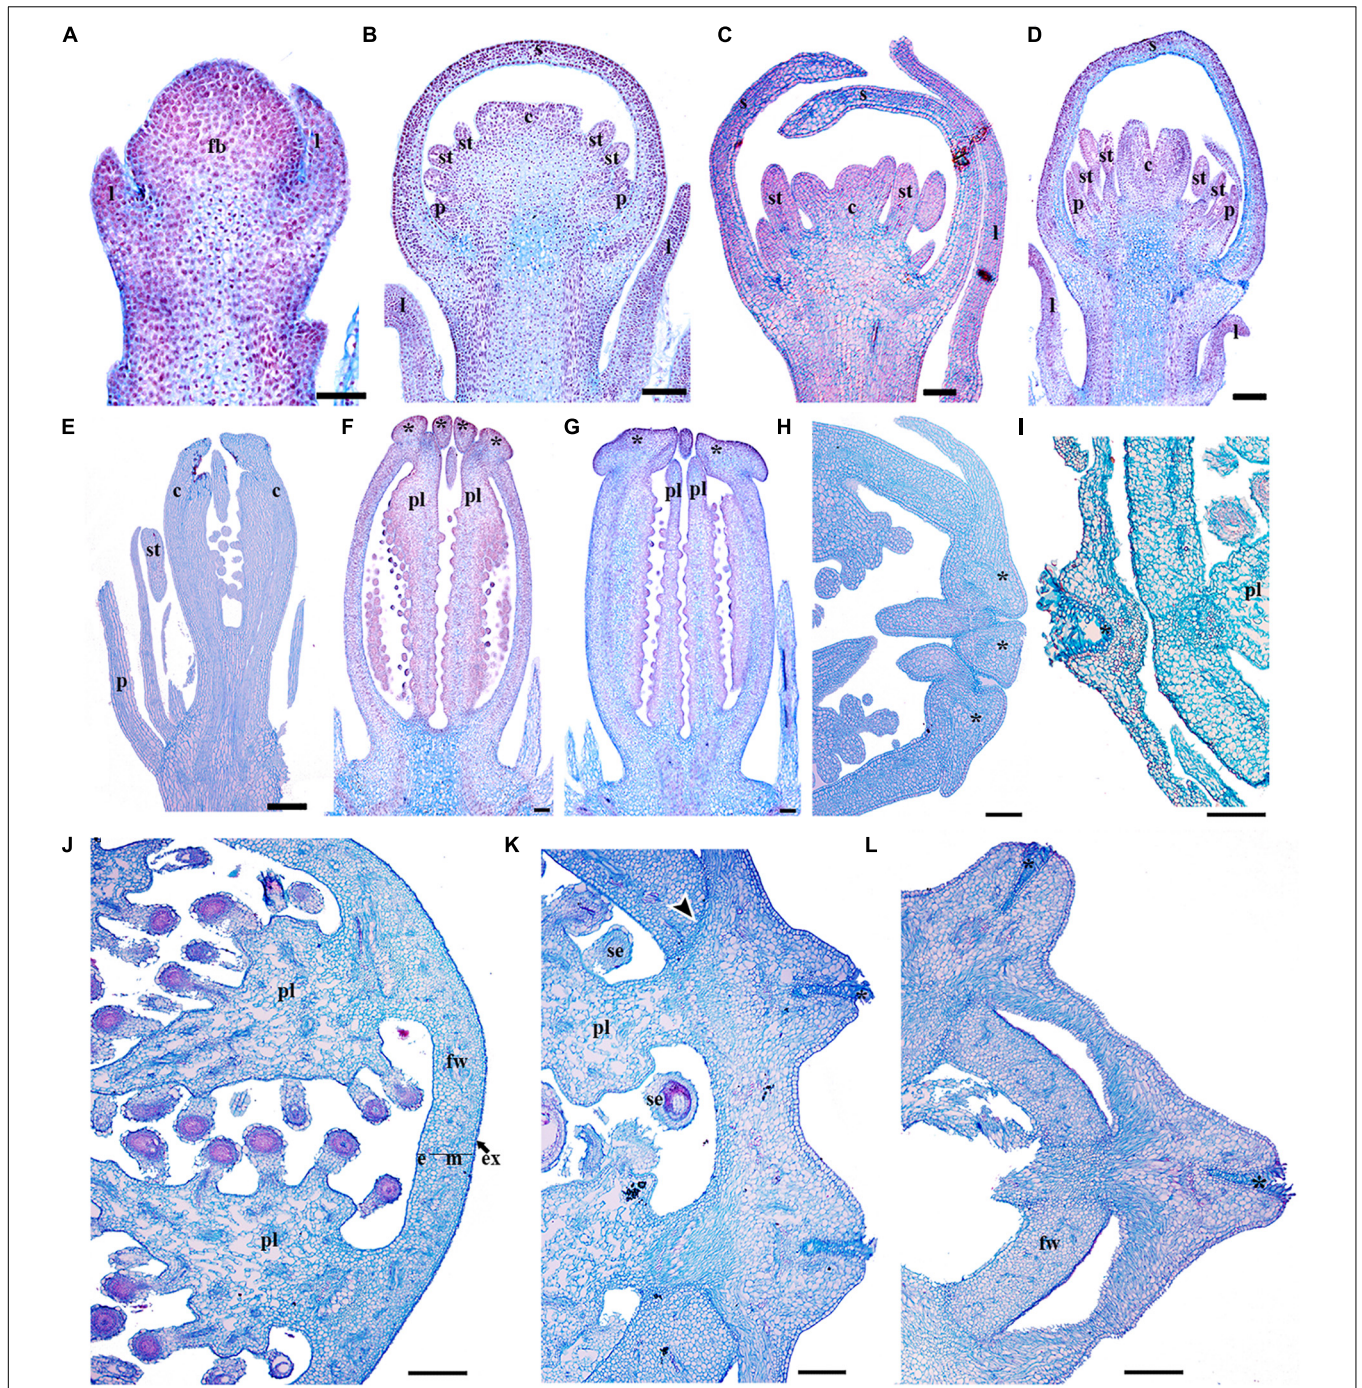 A B C D
s s s s l
fb l l
c st st st st p p l l
st c st l
st st c st st p p l l
E F G H I
c c st p
* * * * pl pl
* * pl pl
* * *
* pl
J K L
pl fw e m ex pl
se pl se *
* * fw